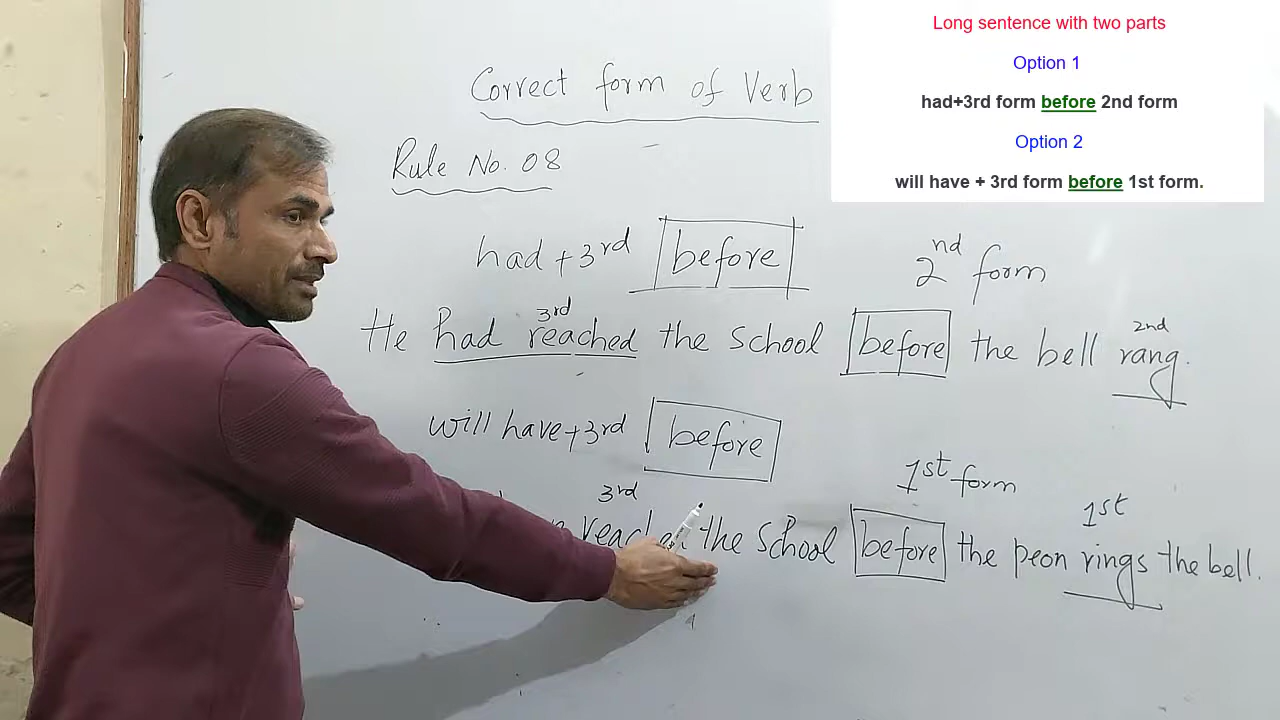 Long sentence with two parts
Option 1
had+3rd form before 2nd form
Option 2
will have + 3rd form before 1st form.
Correct form of Verb
Rule No. 08
had + 3rd before 2nd form
3rd 2nd
He had reached the school before the bell rang.
will have + 3rd before 1st form
3rd 1st
reached the school before the peon rings the bell.